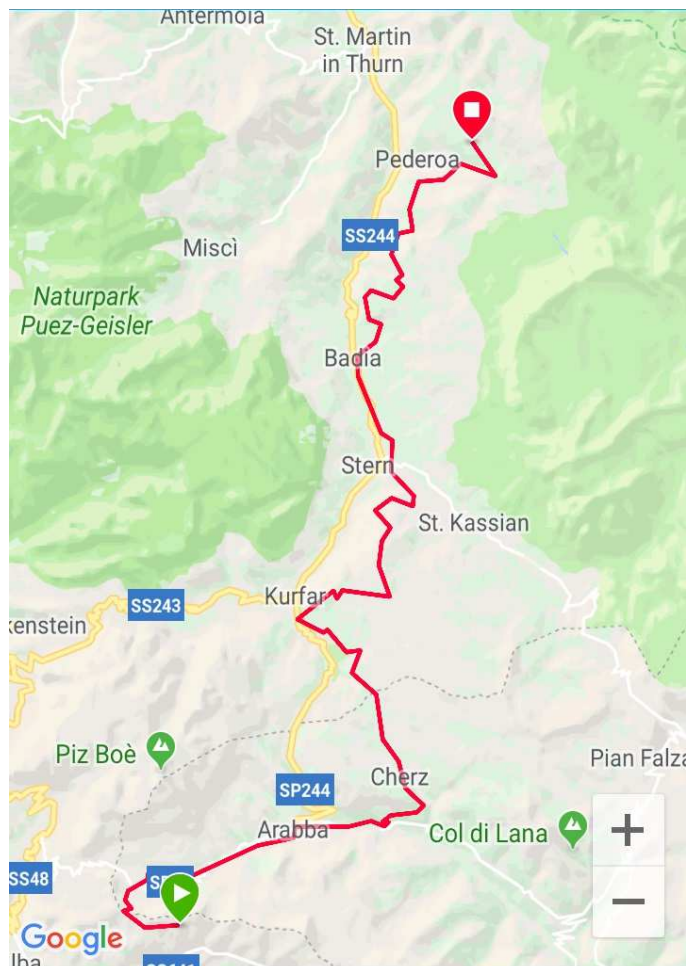 Antermoia
St. Martin
in Thurn
Pederoa
SS244
Miscì
Naturpark
Puez-Geisler
Badia
Stern
St. Kassian
SS243
Kurfar
kenstein
Piz Boè
Cherz
Pian Falza
SP244
Arabba
Col di Lana
+
SS48
−
Google
lba